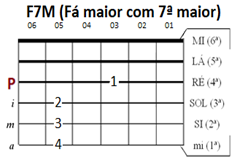 F7M (Fá maior com 7ª maior)
06 05 04 03 02 01
MI (6ª)
LÁ (5ª)
P 1 RÉ (4ª)
i 2 SOL (3ª)
m 3 SI (2ª)
a 4 mi (1ª)